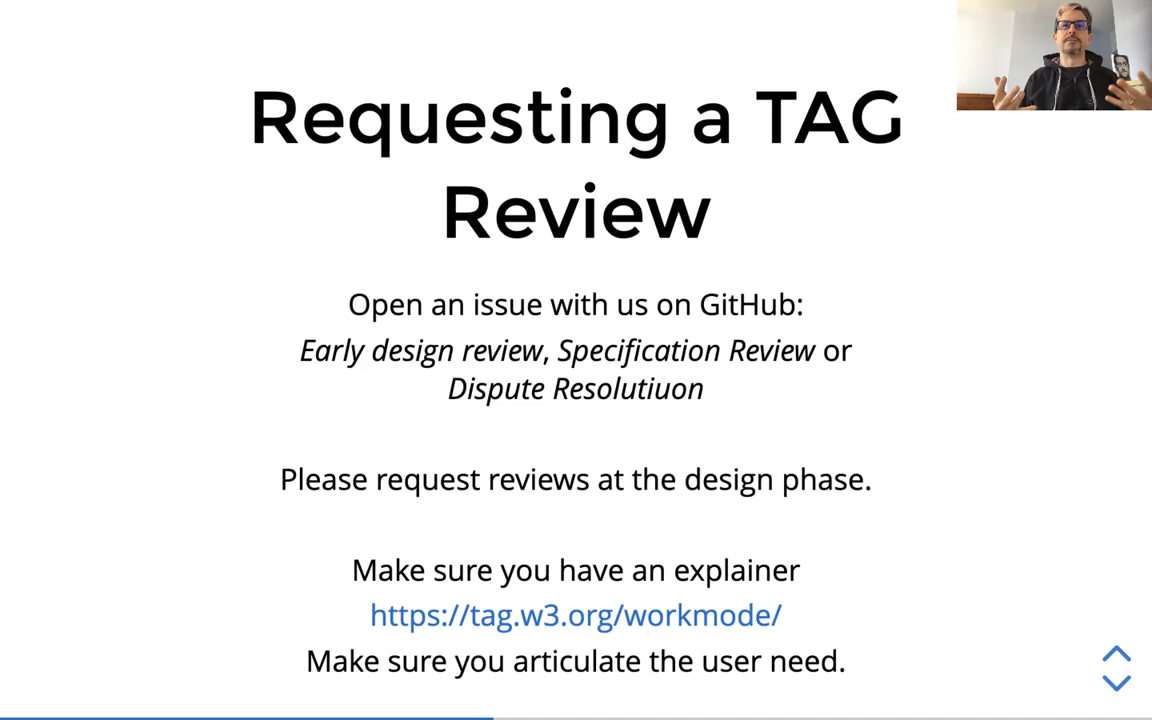 Requesting a TAG
Review
Open an issue with us on GitHub:
Early design review, Specification Review or
Dispute Resolutiuon
Please request reviews at the design phase.
Make sure you have an explainer
https://tag.w3.org/workmode/
Make sure you articulate the user need.